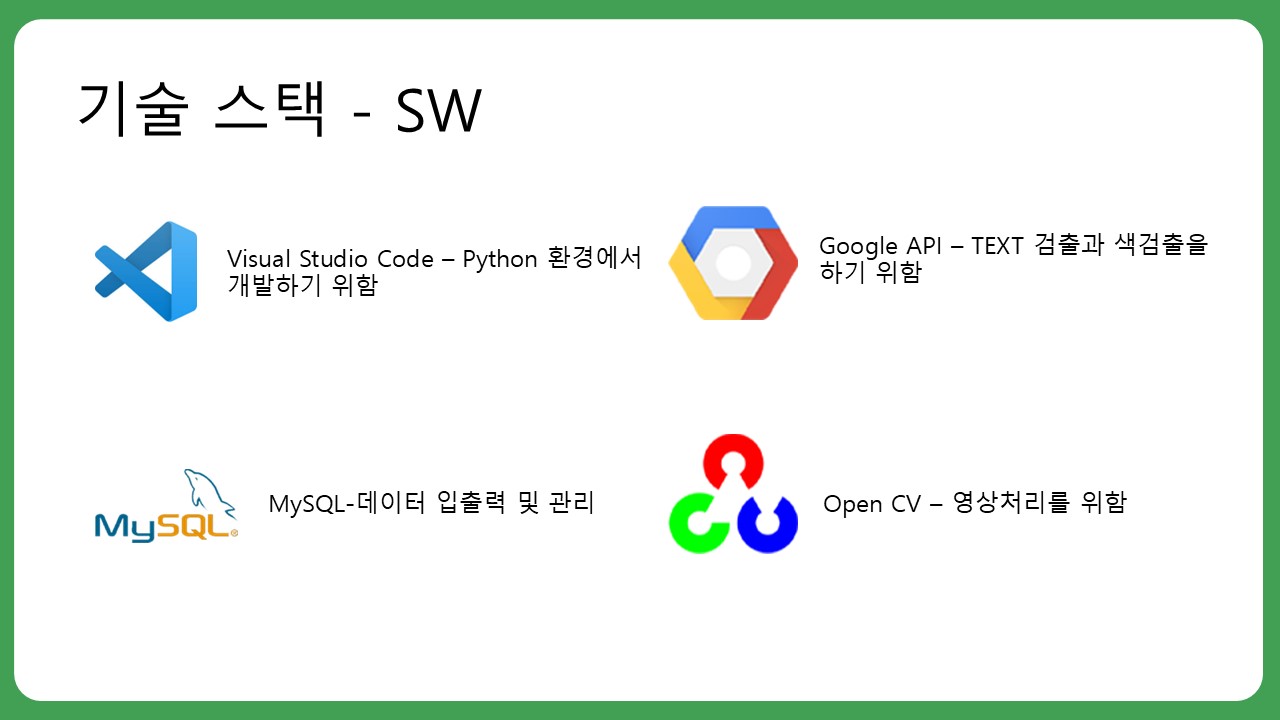 기술 스택 - SW
Visual Studio Code – Python 환경에서
개발하기 위함
Google API – TEXT 검출과 색검출을
하기 위함
MySQL®
MySQL-데이터 입출력 및 관리
Open CV – 영상처리를 위함